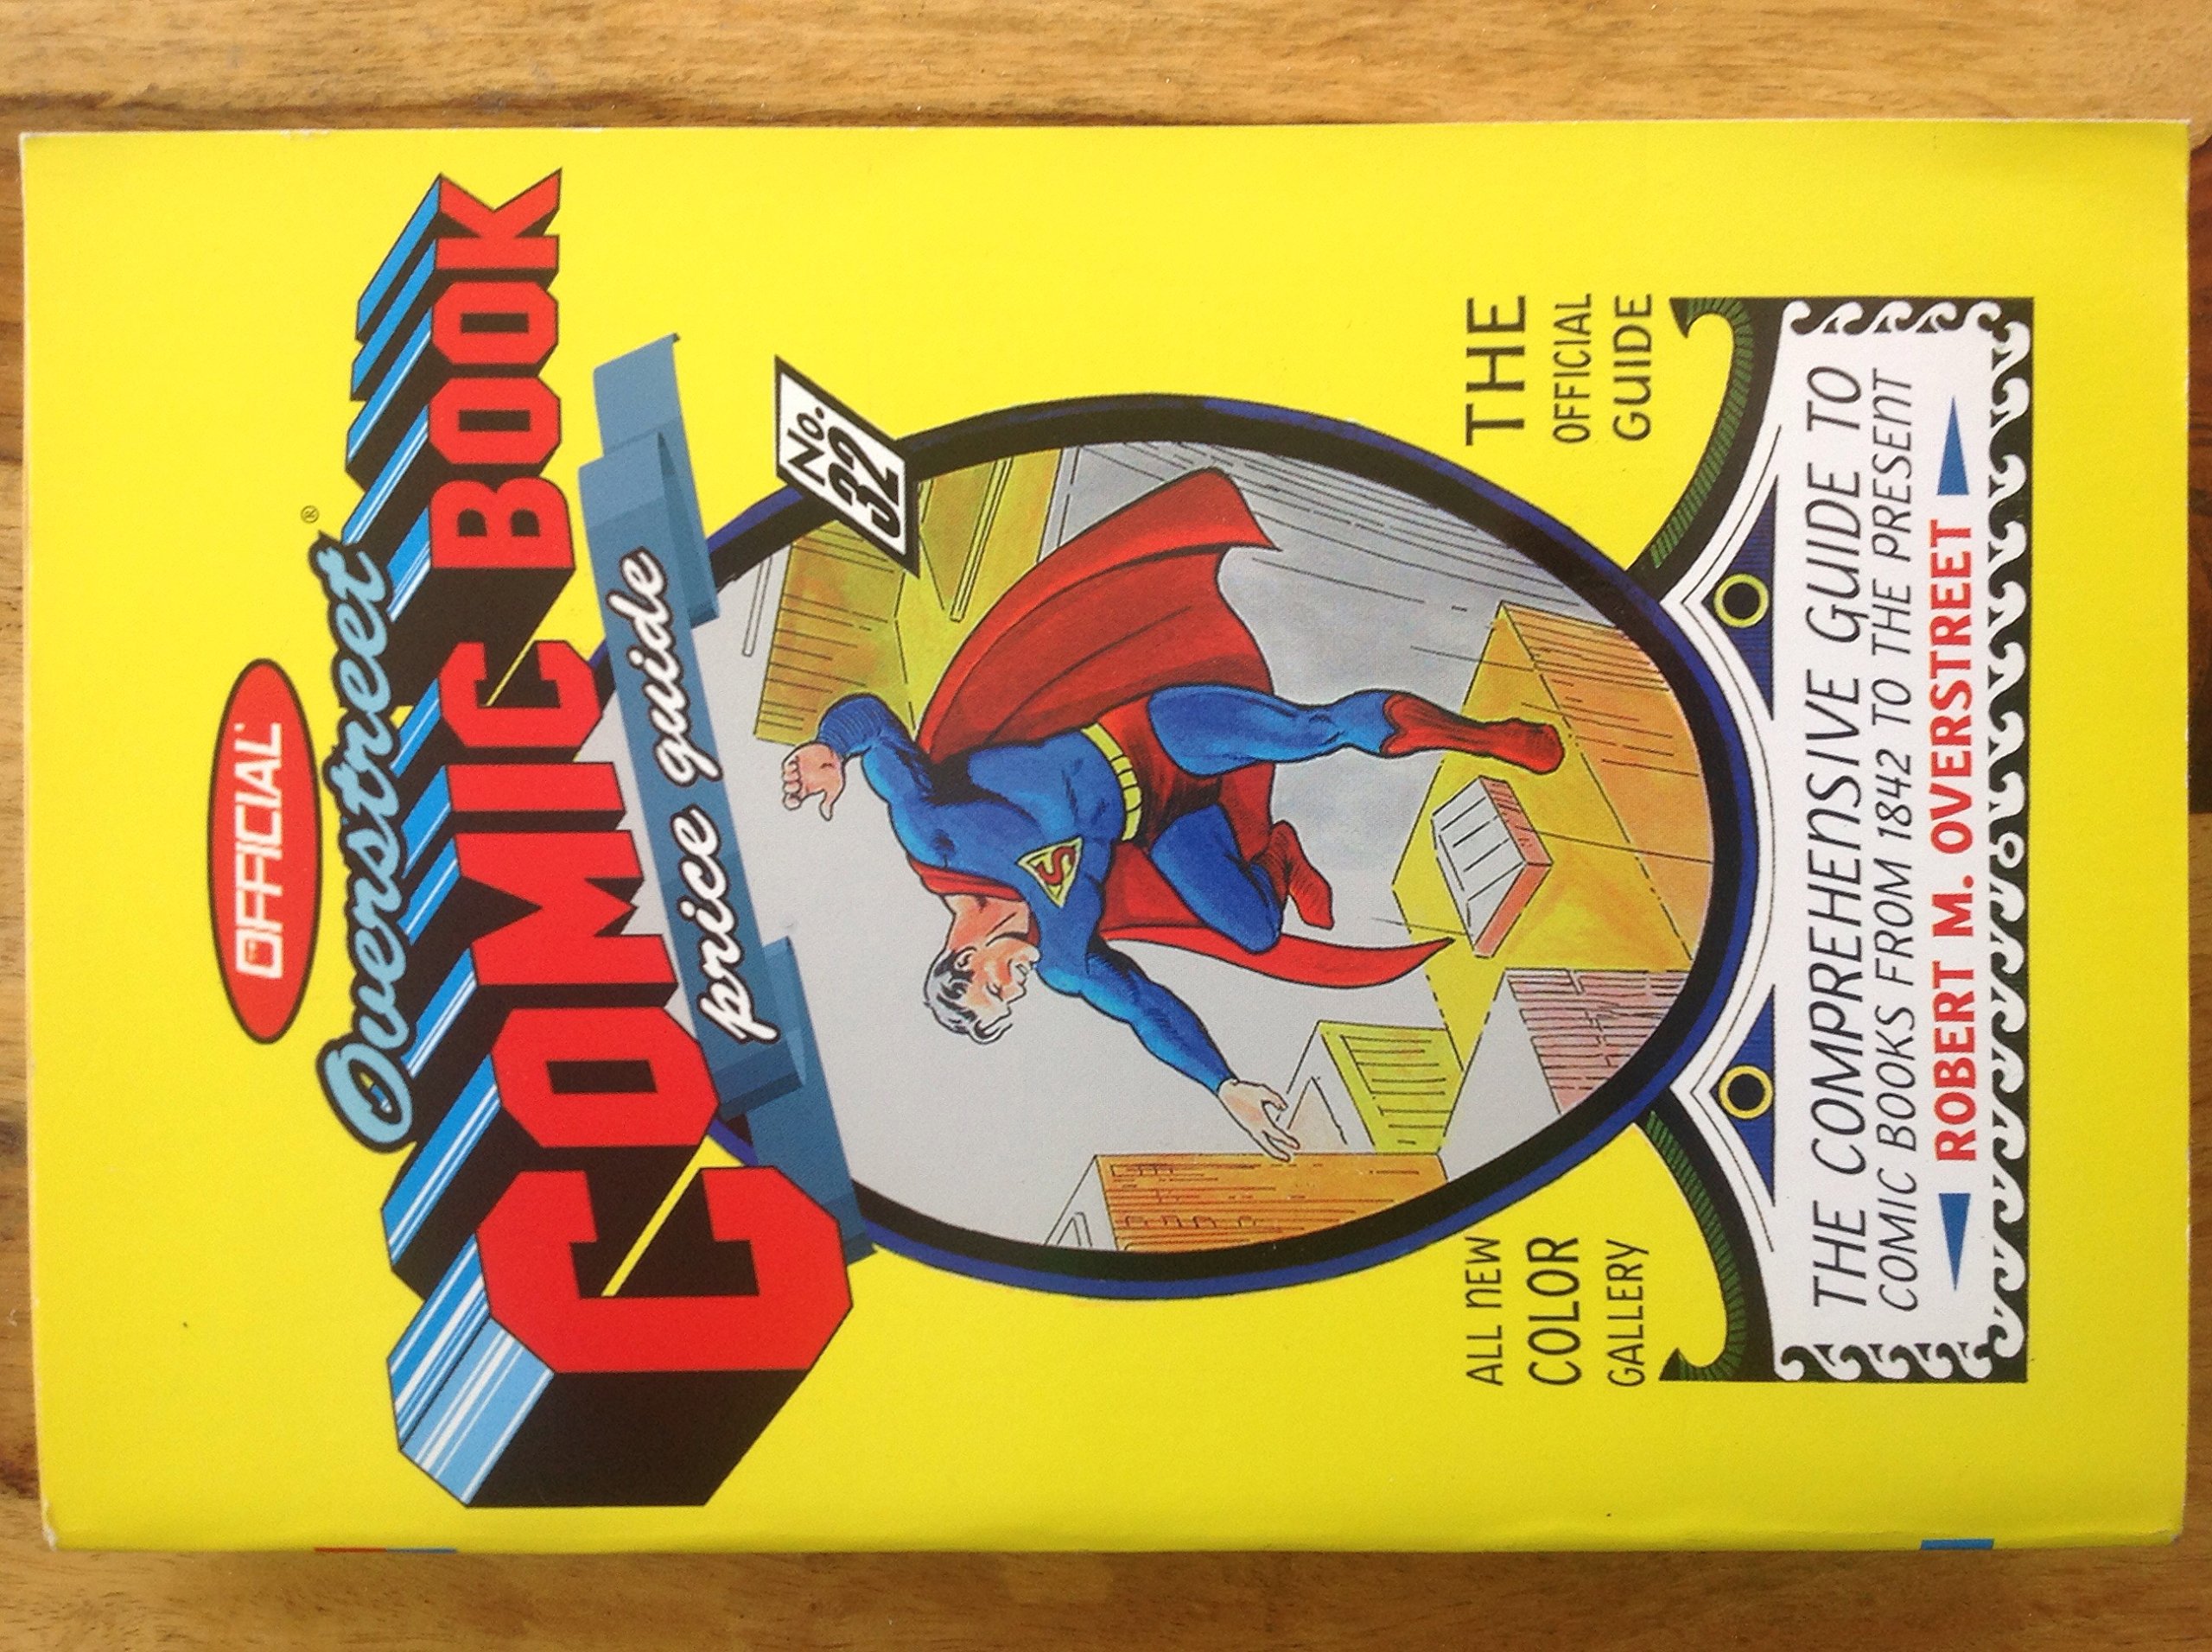 OFFICIAL
Overstreet®
COMIC BOOK
price guide
No.
32
ALL NEW
COLOR
GALLERY
THE
OFFICIAL
GUIDE
THE COMPREHENSIVE GUIDE TO
COMIC BOOKS FROM 1842 TO THE PRESENT
ROBERT M. OVERSTREET